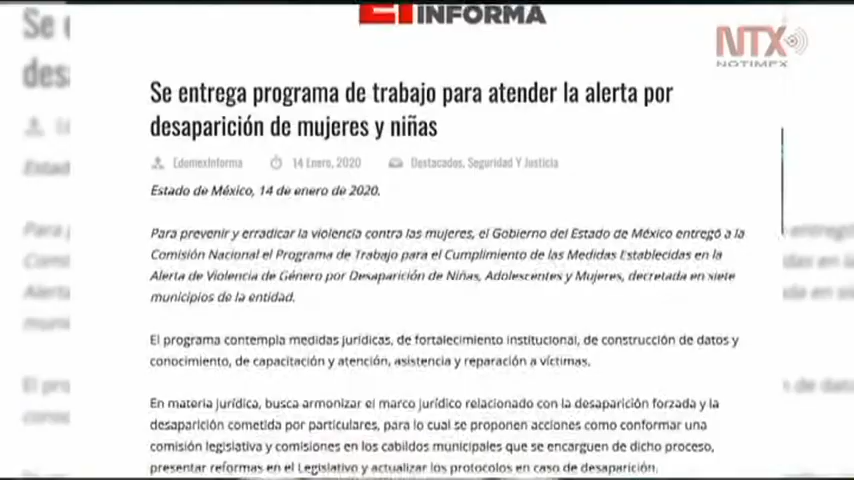 INFORMA
NTX
NOTIMEX
Se entrega programa de trabajo para atender la alerta por
desaparición de mujeres y niñas
EdomexInforma 14 Enero, 2020 Destacados, Seguridad Y Justicia
Estado de México, 14 de enero de 2020.
Para prevenir y erradicar la violencia contra las mujeres, el Gobierno del Estado de México entregó a la
Comisión Nacional el Programa de Trabajo para el Cumplimiento de las Medidas Establecidas en la
Alerta de Violencia de Género por Desaparición de Niñas, Adolescentes y Mujeres, decretada en siete
municipios de la entidad.
El programa contempla medidas jurídicas, de fortalecimiento institucional, de construcción de datos y
conocimiento, de capacitación y atención, asistencia y reparación a víctimas.
En materia jurídica, busca armonizar el marco jurídico relacionado con la desaparición forzada y la
desaparición cometida por particulares, para lo cual se proponen acciones como conformar una
comisión legislativa y comisiones en los cabildos municipales que se encarguen de dicho proceso,
presentar reformas en el Legislativo y actualizar los protocolos en caso de desaparición.